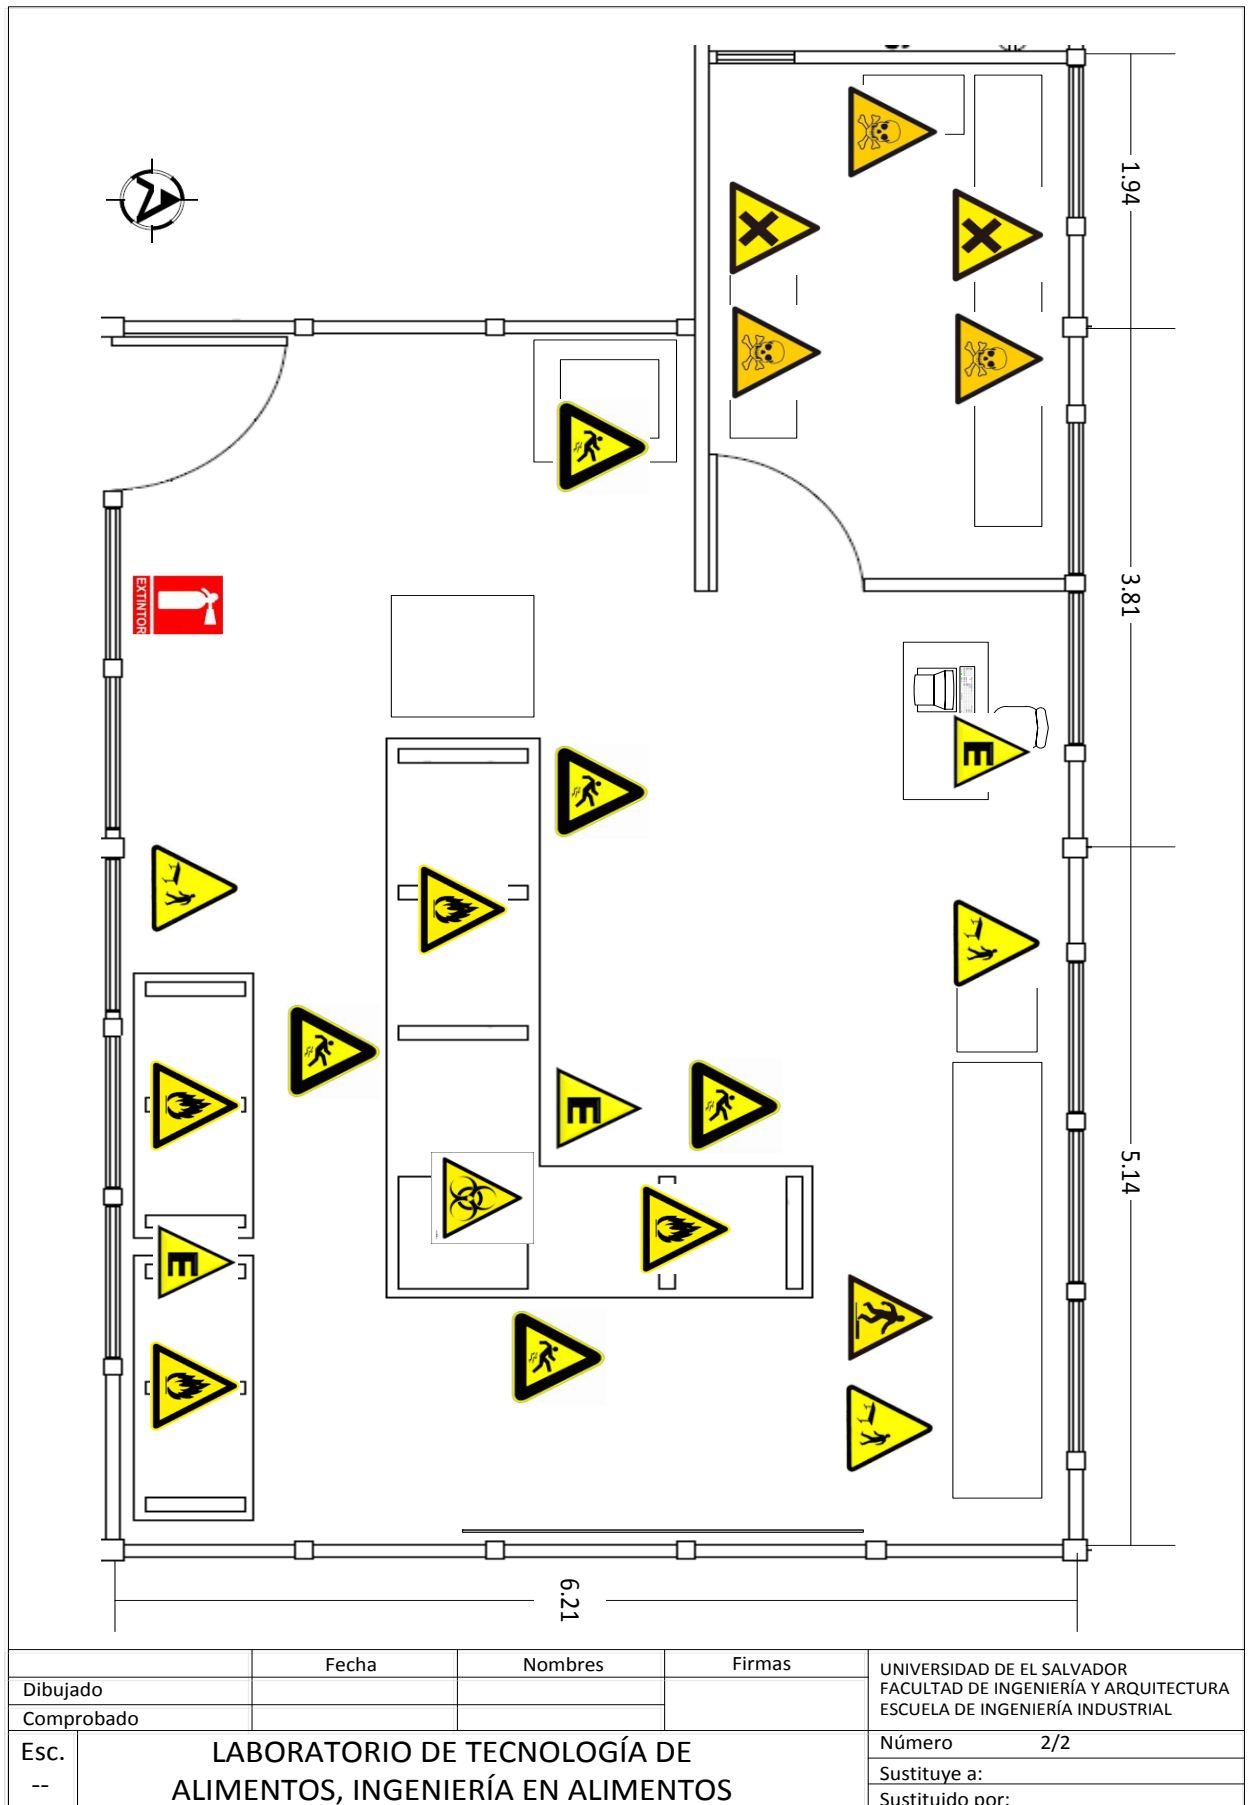 1.94
EXTINTOR
3.81
E
E
5.14
E
6.21
Fecha
Nombres
Firmas
Dibujado
Comprobado
UNIVERSIDAD DE EL SALVADOR
FACULTAD DE INGENIERÍA Y ARQUITECTURA
ESCUELA DE INGENIERÍA INDUSTRIAL
Esc.
--
LABORATORIO DE TECNOLOGÍA DE
ALIMENTOS, INGENIERÍA EN ALIMENTOS
Número 2/2
Sustituye a:
Sustituido por: